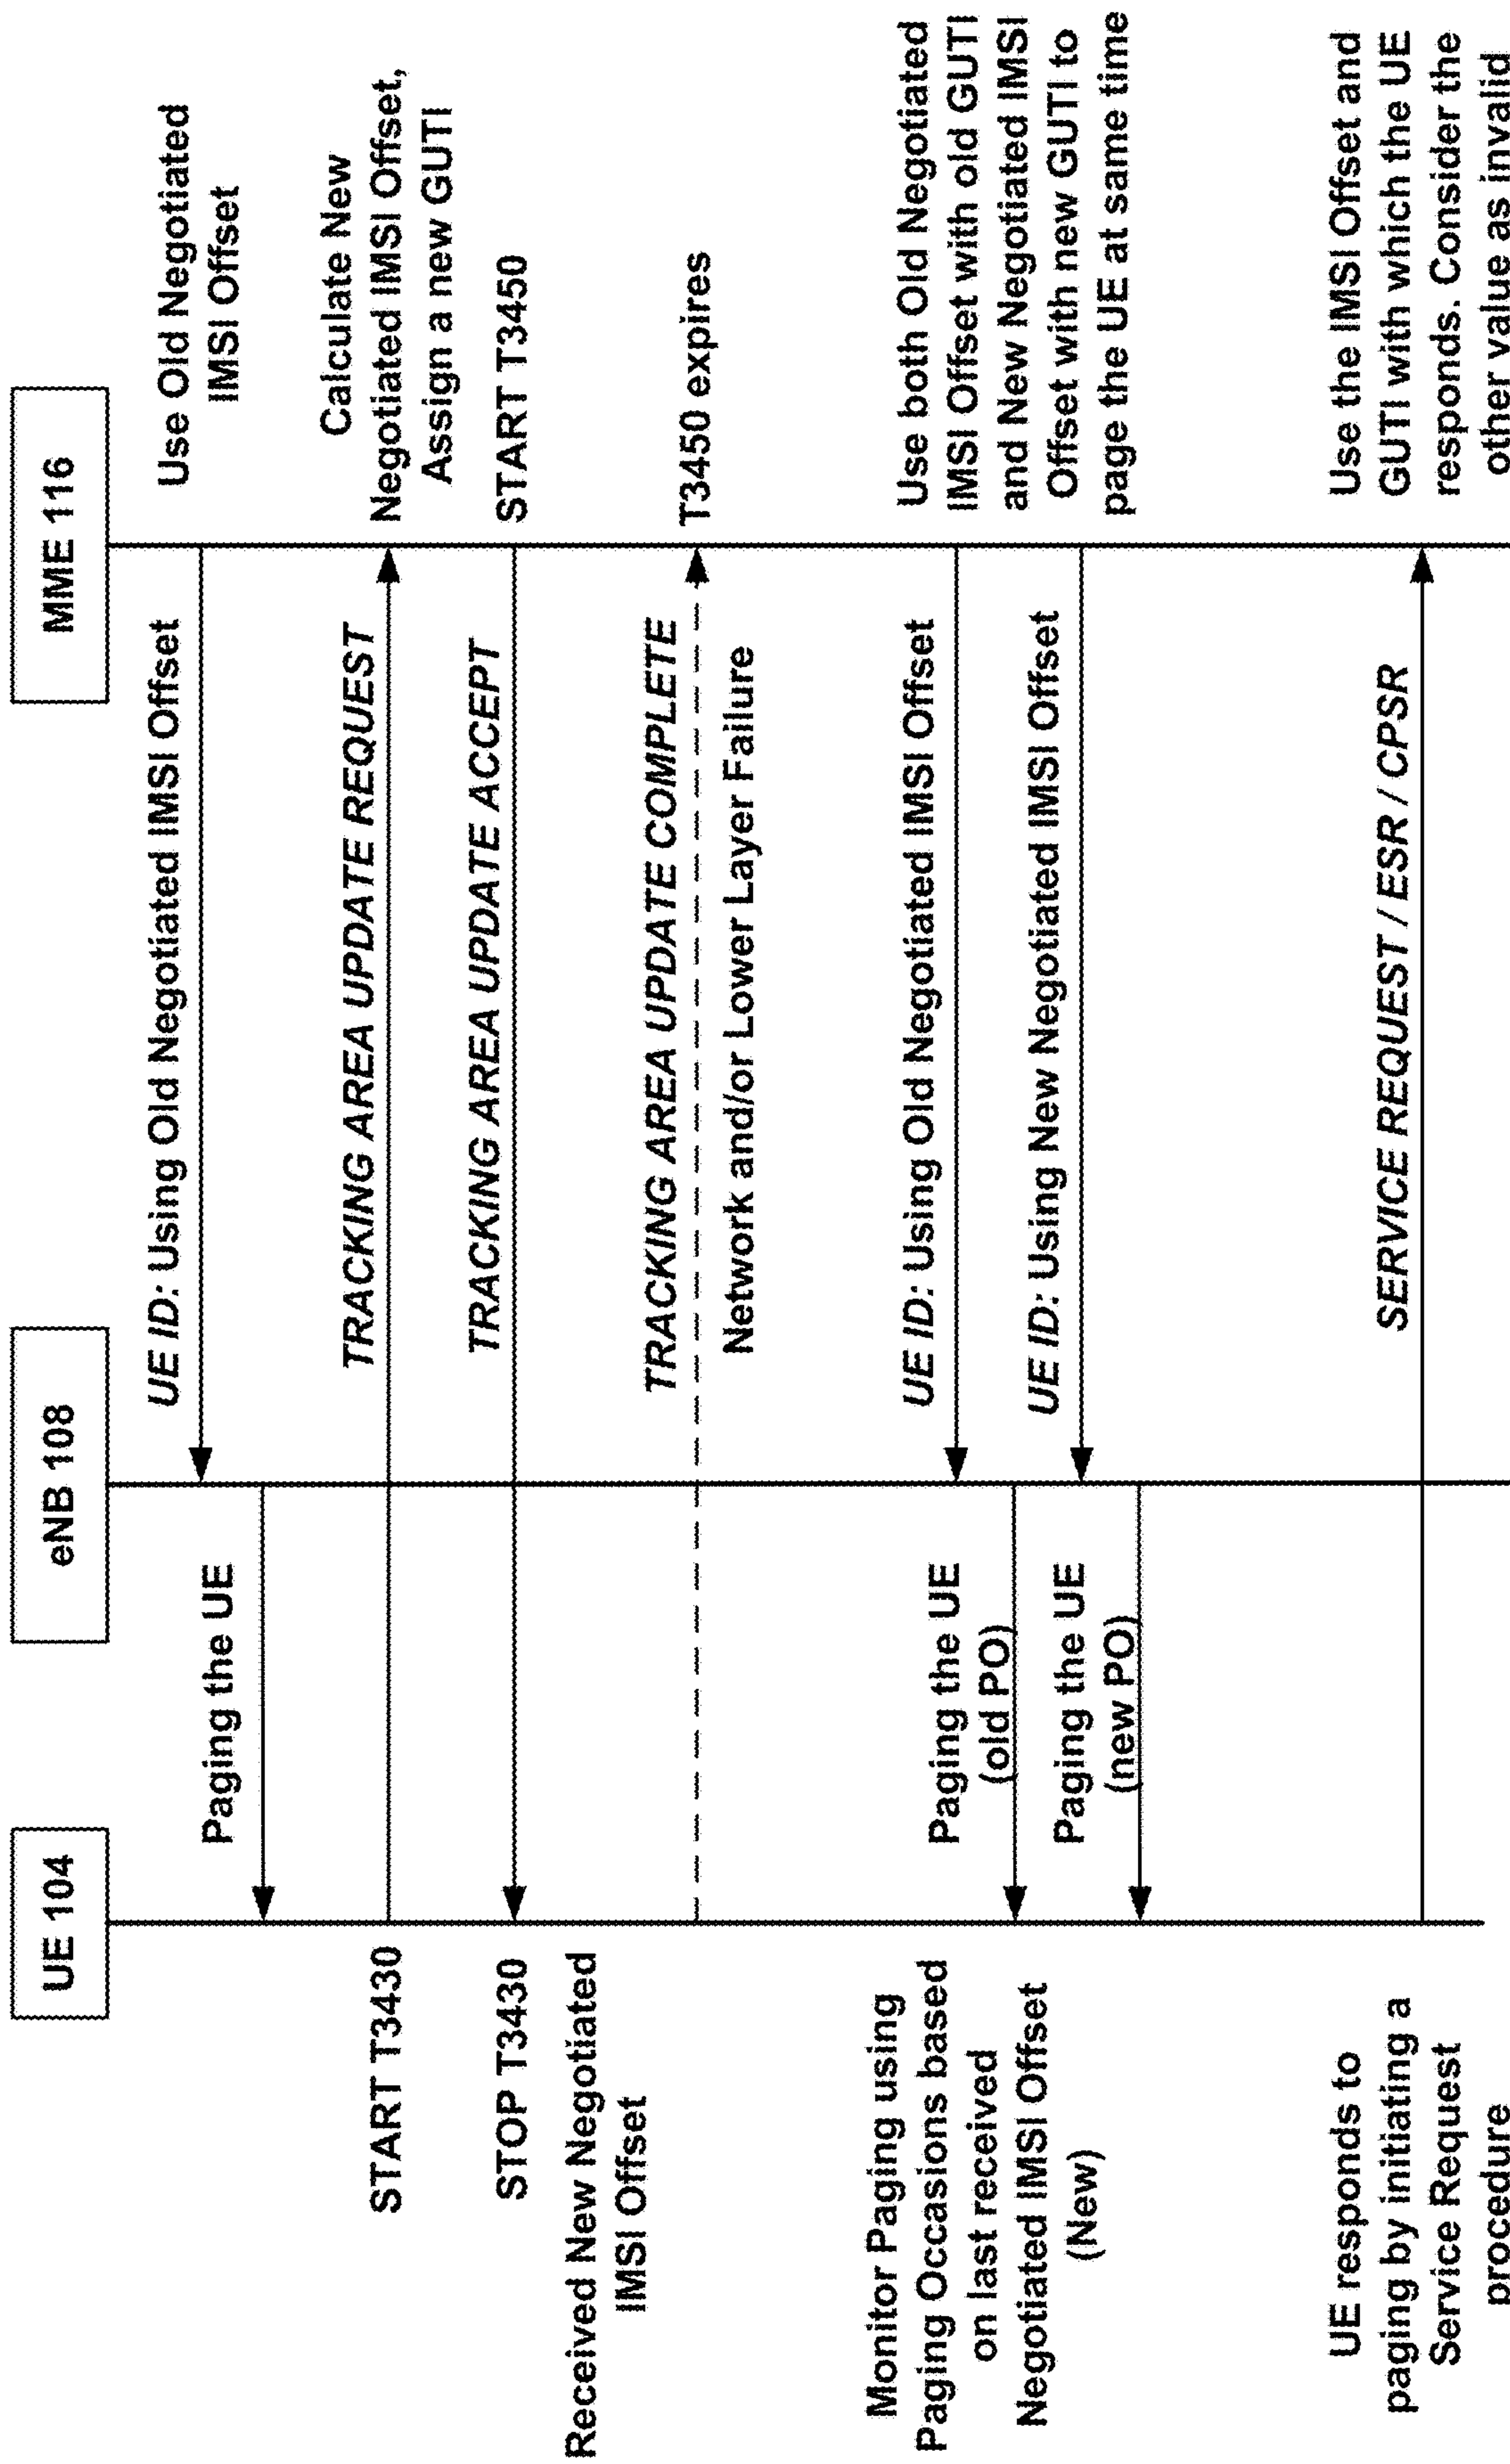 UE 104
eNB 108
MME 116
UE ID: Using Old Negotiated IMSI Offset
Use Old Negotiated
IMSI Offset
Paging the UE
START T3430
TRACKING AREA UPDATE REQUEST
Calculate New
Negotiated IMSI Offset,
Assign a new GUTI
STOP T3430
TRACKING AREA UPDATE ACCEPT
START T3450
Received New Negotiated
IMSI Offset
TRACKING AREA UPDATE COMPLETE
T3450 expires
Network and/or Lower Layer Failure
Monitor Paging using
Paging Occasions based
on last received
Negotiated IMSI Offset
(New)
UE ID: Using Old Negotiated IMSI Offset
Paging the UE
(old PO)
UE ID: Using New Negotiated IMSI Offset
Paging the UE
(new PO)
Use both Old Negotiated
IMSI Offset with old GUTI
and New Negotiated IMSI
Offset with new GUTI to
page the UE at same time
UE responds to
paging by initiating a
Service Request
procedure
SERVICE REQUEST / ESR / CPSR
Use the IMSI Offset and
GUTI with which the UE
responds. Consider the
other value as invalid